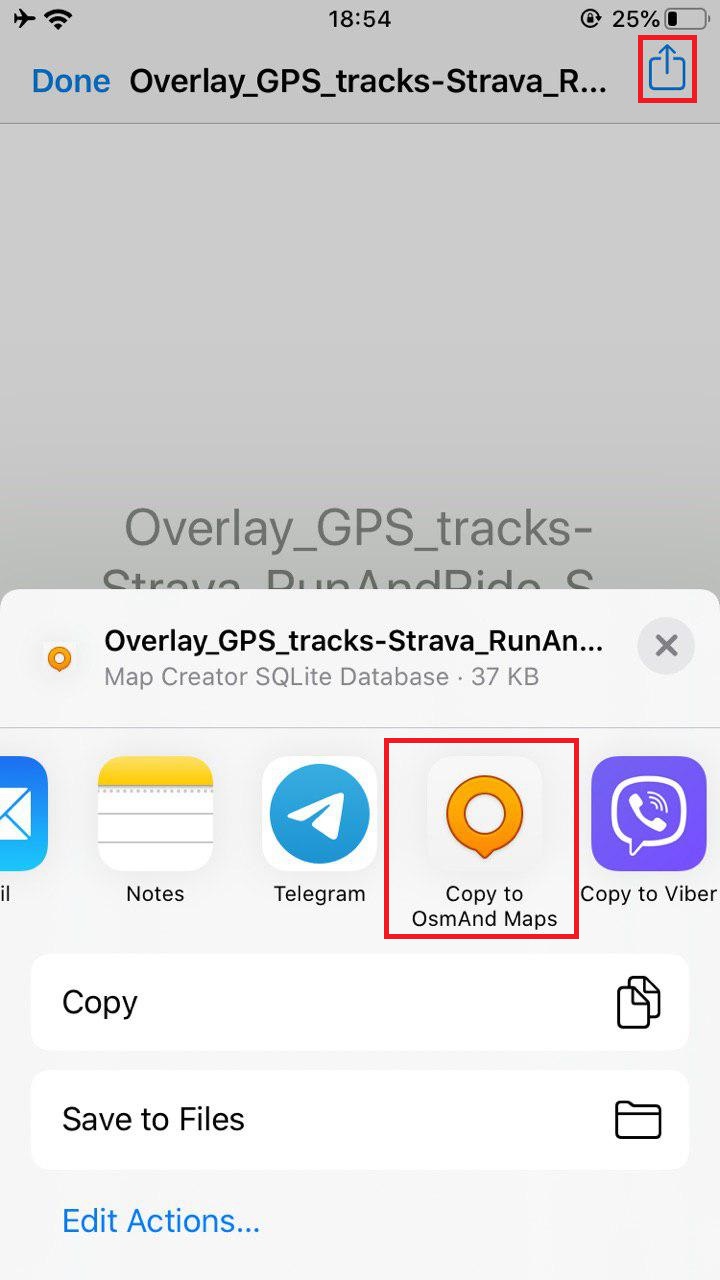 18:54
25%
Done Overlay_GPS_tracks-Strava_R...
Overlay_GPS_tracks-
Strava_RunAndRide_S
Overlay_GPS_tracks-Strava_RunAn...
Map Creator SQLite Database · 37 KB
il
Notes
Telegram
Copy to
OsmAnd Maps
Copy to Viber
Copy
Save to Files
Edit Actions...